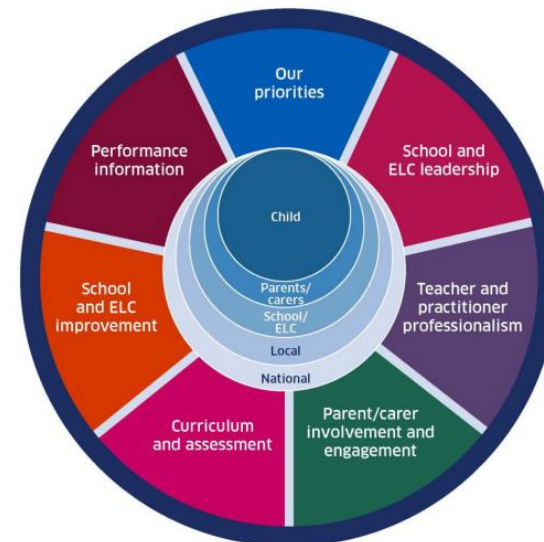 Our
priorities
School and
ELC leadership
Teacher and
practitioner
professionalism
Parent/carer
involvement and
engagement
Curriculum
and assessment
School
and ELC
improvement
Performance
information
Child
Parents/
carers
School/
ELC
Local
National